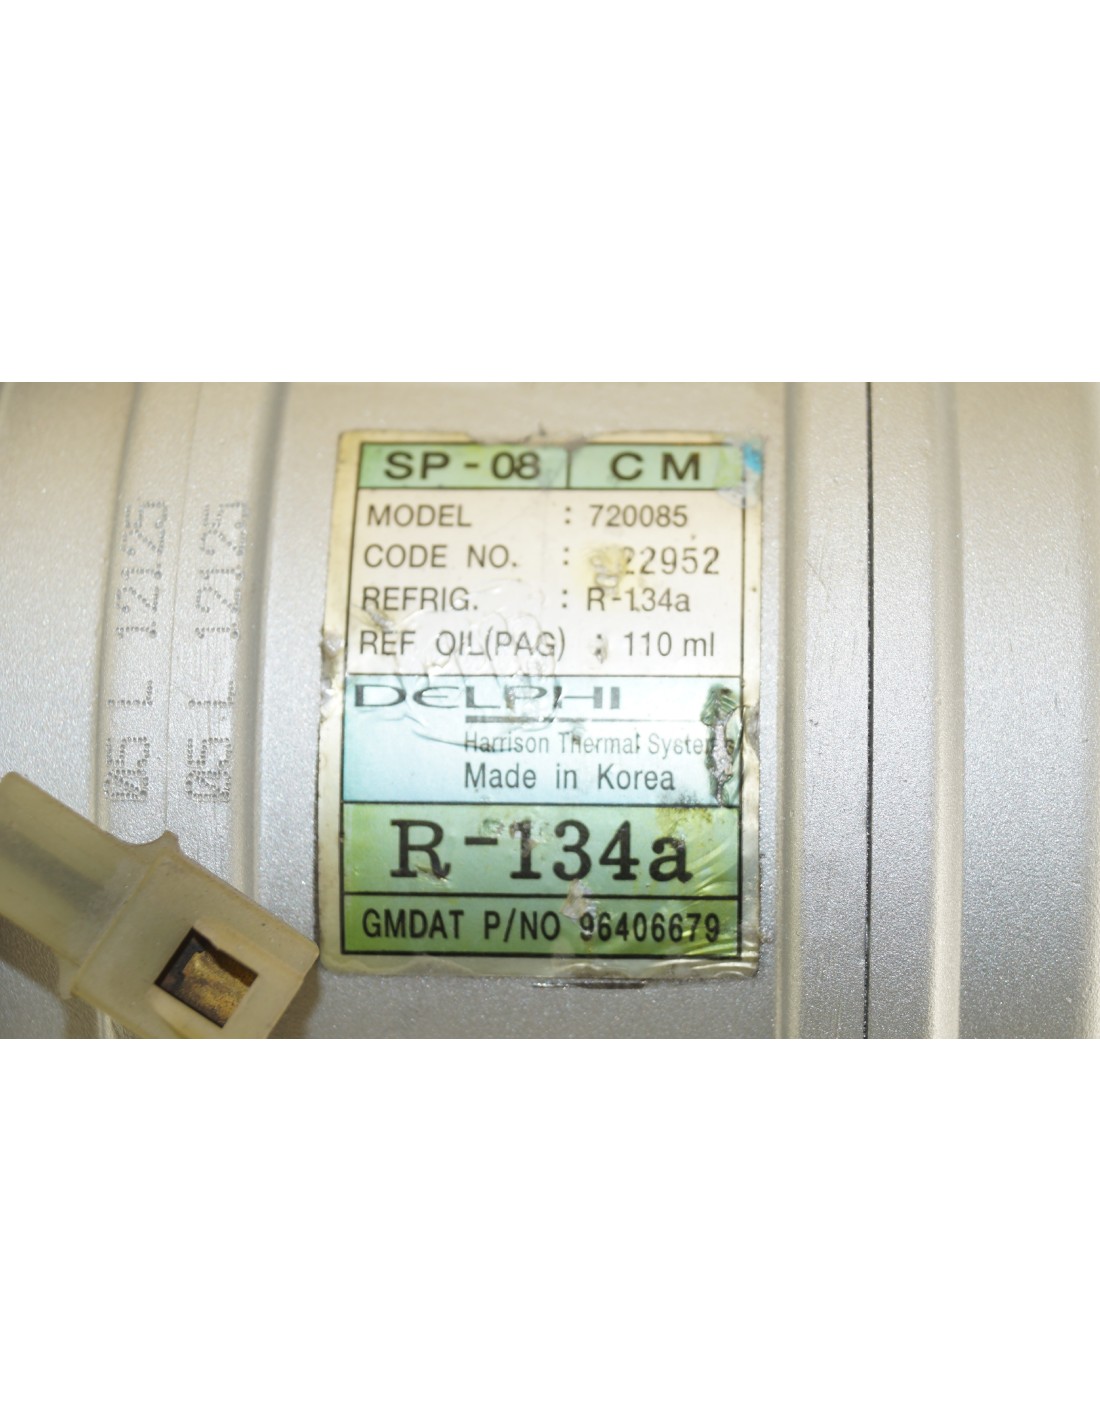 SP-08 CM
MODEL : 720085
CODE NO. : 22952
REFRIG. : R-134a
REF OIL(PAG) : 110 ml
DELPHI
Harrison Thermal Systems
Made in Korea
R-134a
GMDAT P/NO 96406679